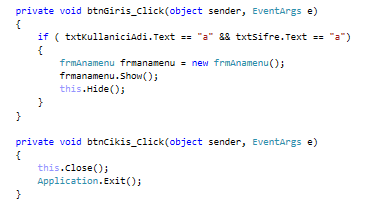 private void btnGiris_Click(object sender, EventArgs e)
{
if ( txtKullaniciAdi.Text == "a" && txtSifre.Text == "a")
{
frmAnamenu frmanamenu = new frmAnamenu();
frmanamenu.Show();
this.Hide();
}
}
private void btnCikis_Click(object sender, EventArgs e)
{
this.Close();
Application.Exit();
}